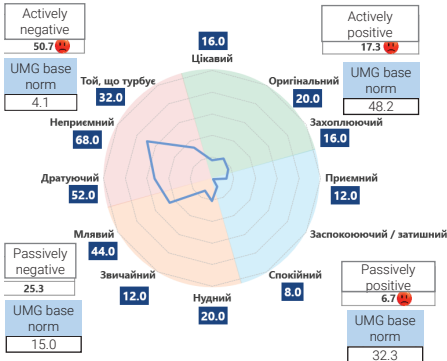 Actively
negative
50.7
UMG base
norm
4.1
16.0
Цікавий
Actively
positive
17.3
UMG base
norm
48.2
Той, що турбує
32.0
Оригінальний
20.0
Неприємний
68.0
Захоплюючий
16.0
Дратуючий
52.0
Приємний
12.0
Млявий
44.0
Заспокоюючий / затишний
Звичайний
12.0
Спокійний
8.0
Нудний
20.0
Passively
negative
25.3
UMG base
norm
15.0
Passively
positive
6.7
UMG base
norm
32.3